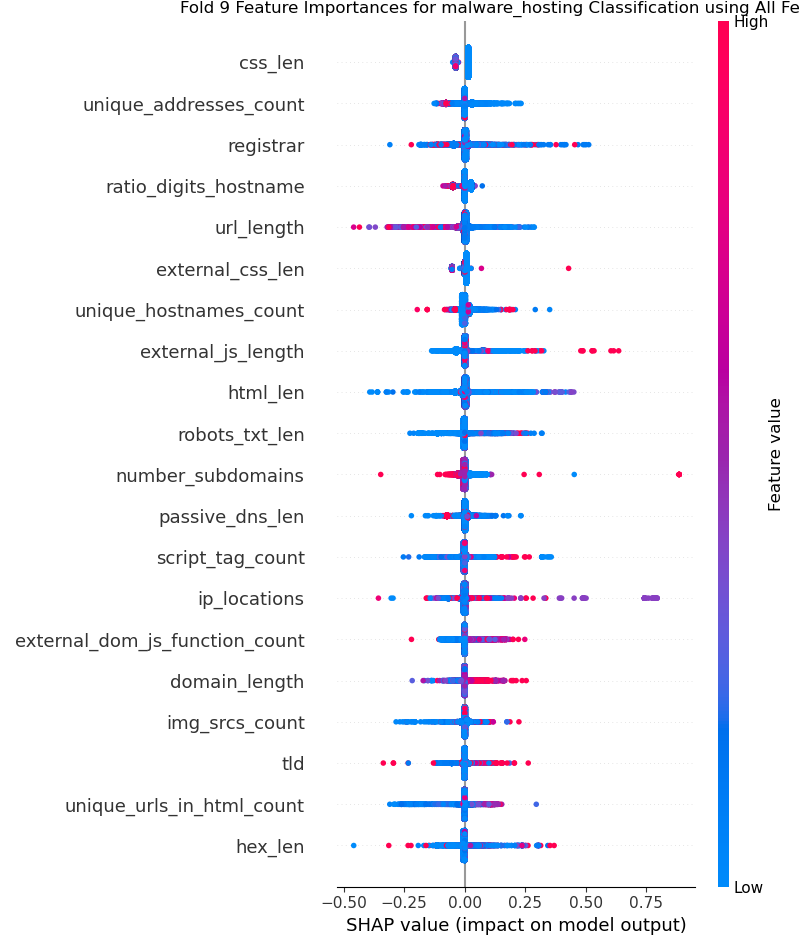 Fold 9 Feature Importances for malware_hosting Classification using All Fe
High
css_len
unique_addresses_count
registrar
ratio_digits_hostname
url_length
external_css_len
unique_hostnames_count
external_js_length
html_len
robots_txt_len
number_subdomains
passive_dns_len
script_tag_count
ip_locations
external_dom_js_function_count
domain_length
img_srcs_count
tld
unique_urls_in_html_count
hex_len
Feature value
Low
−0.50 −0.25 0.00 0.25 0.50 0.75
SHAP value (impact on model output)